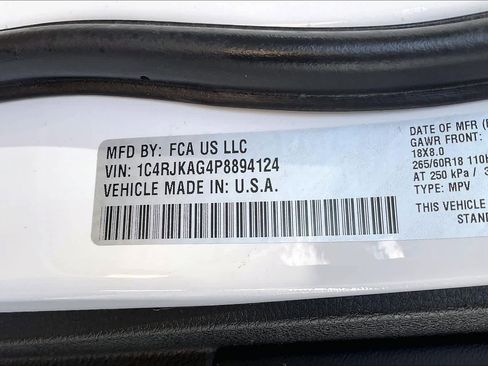 MFD BY: FCA US LLC
VIN: 1C4RJKAG4P8894124
VEHICLE MADE IN: U.S.A.
DATE OF MFR
GAWR FRONT:
18X8.0
265/60R18
AT 250 kPa /
TYPE: MPV
THIS VEHICLE